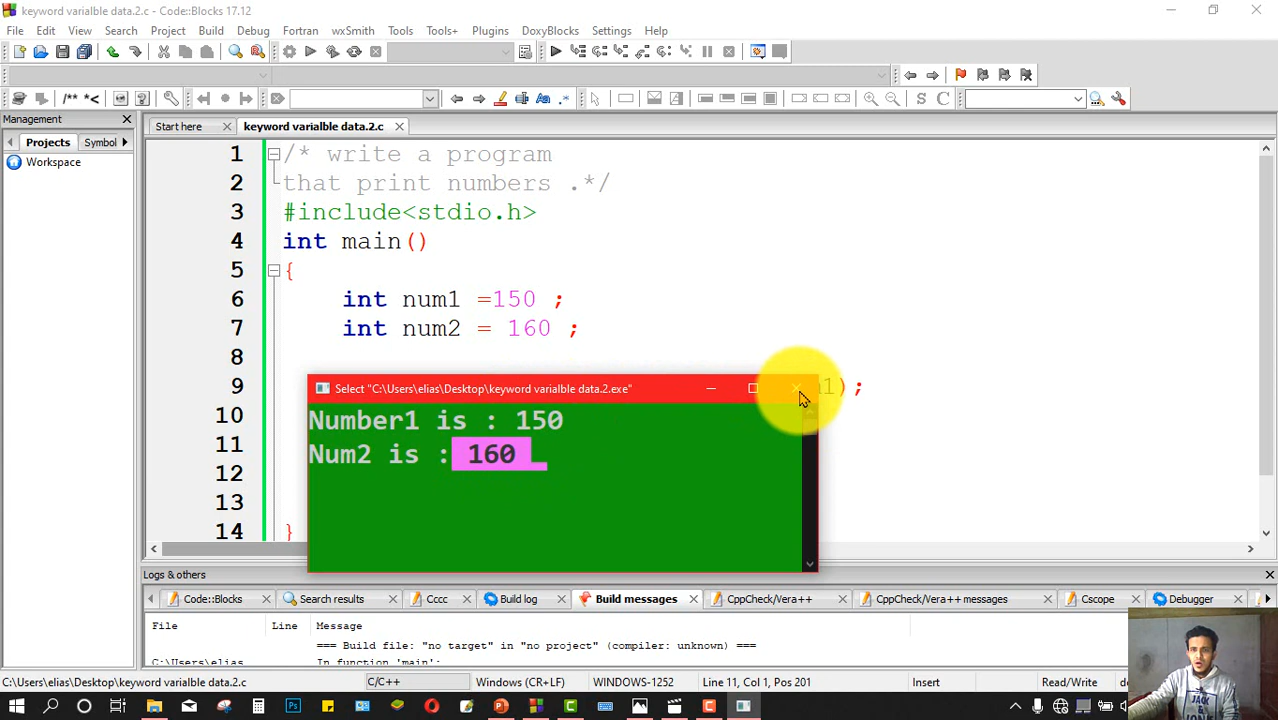 keyword varialble data.2.c - Code::Blocks 17.12
File Edit View Search Project Build Debug Fortran wxSmith Tools Tools+ Plugins DoxyBlocks Settings Help
/** *<
Management
Start here
keyword varialble data.2.c
Projects Symbol
Workspace
1 /* write a program
2 that print numbers .*/
3 #include<stdio.h>
4 int main()
5 {
6 int num1 =150 ;
7 int num2 = 160 ;
8
9 1);
10
11
12
13
14 }
Select "C:\Users\elias\Desktop\keyword varialble data.2.exe"
Number1 is : 150
Num2 is : 160
Logs & others
Code::Blocks Search results Cccc Build log Build messages CppCheck/Vera++ CppCheck/Vera++ messages Cscope Debugger
File Line Message
=== Build file: "no target" in "no project" (compiler: unknown) ===
C:\Users\elias In function 'main':
C:\Users\elias\Desktop\keyword varialble data.2.c C/C++ Windows (CR+LF) WINDOWS-1252 Line 11, Col 1, Pos 201 Insert Read/Write